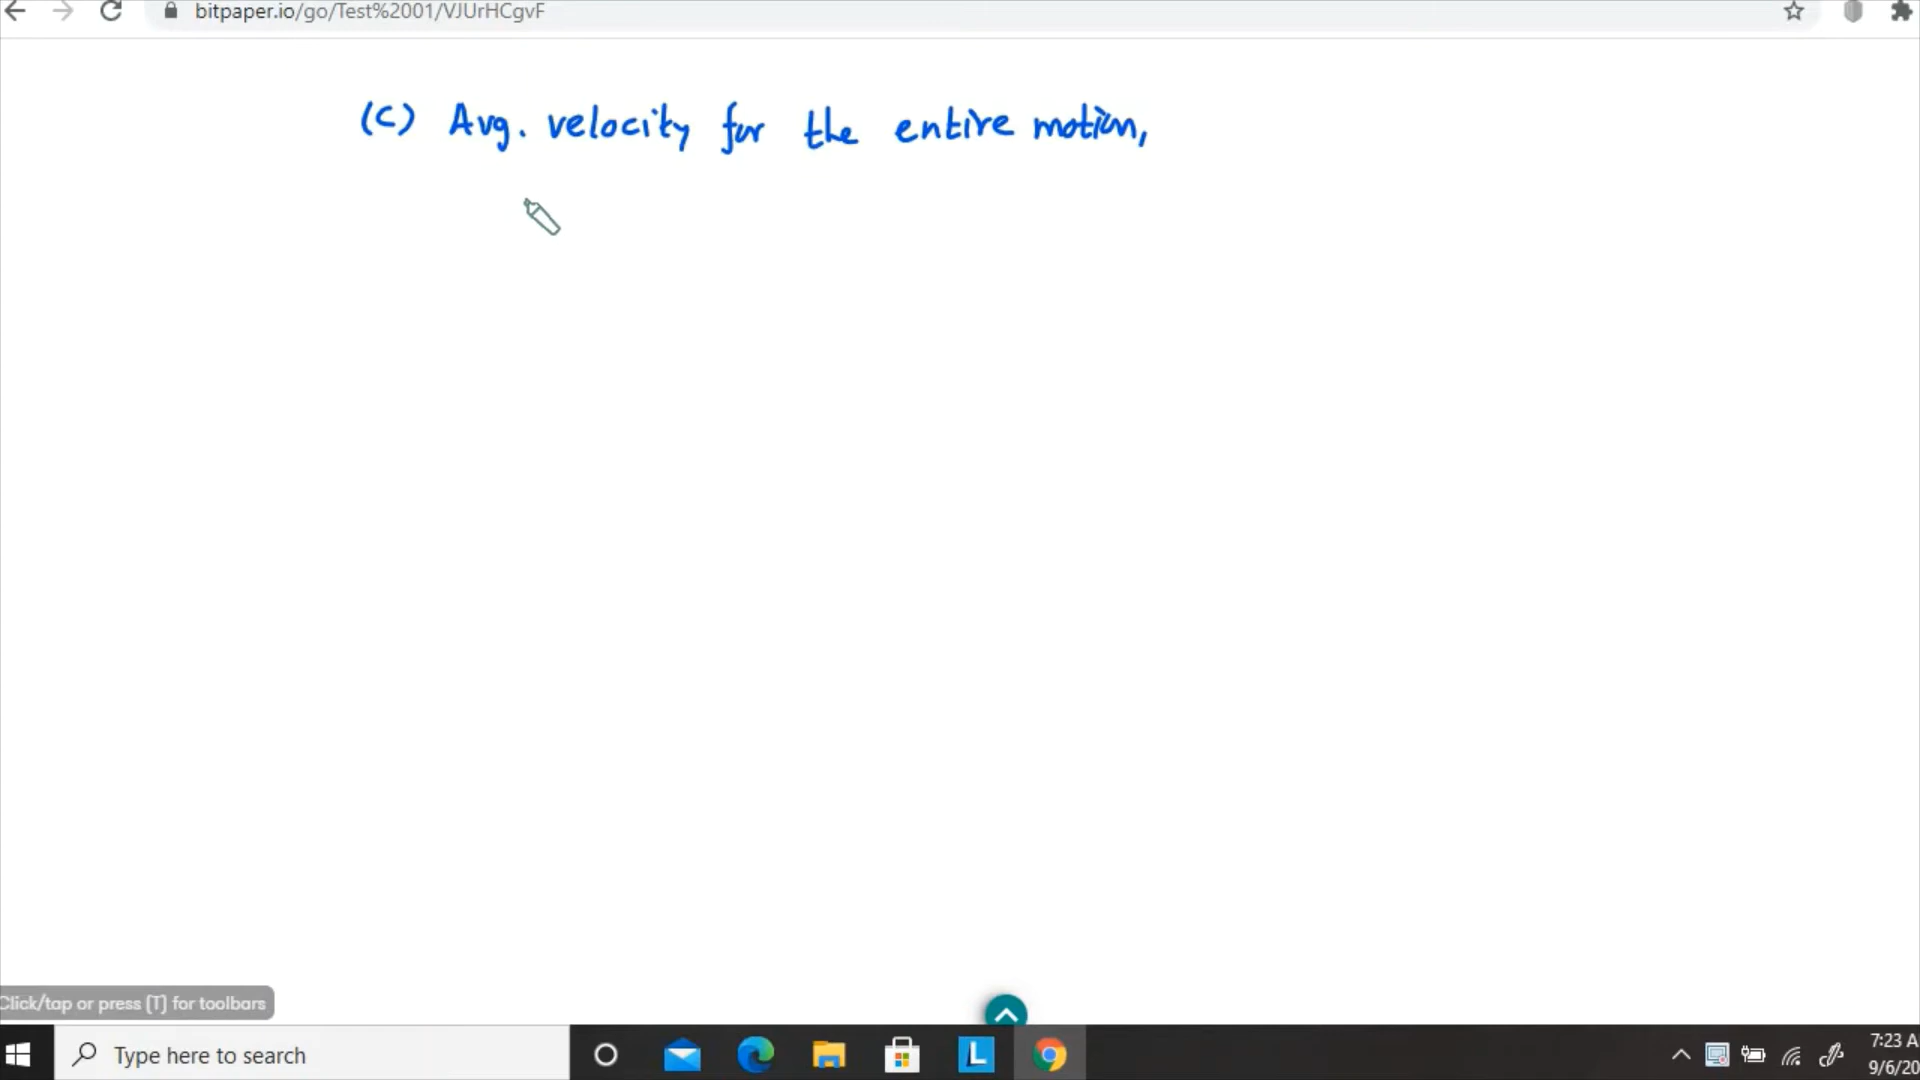 bitpaper.io/go/Test%2001/VJUrHCgvF
(c) Avg. velocity for the entire motion,
Click/tap or press (T) for toolbars
Type here to search
7:23 A
9/6/20